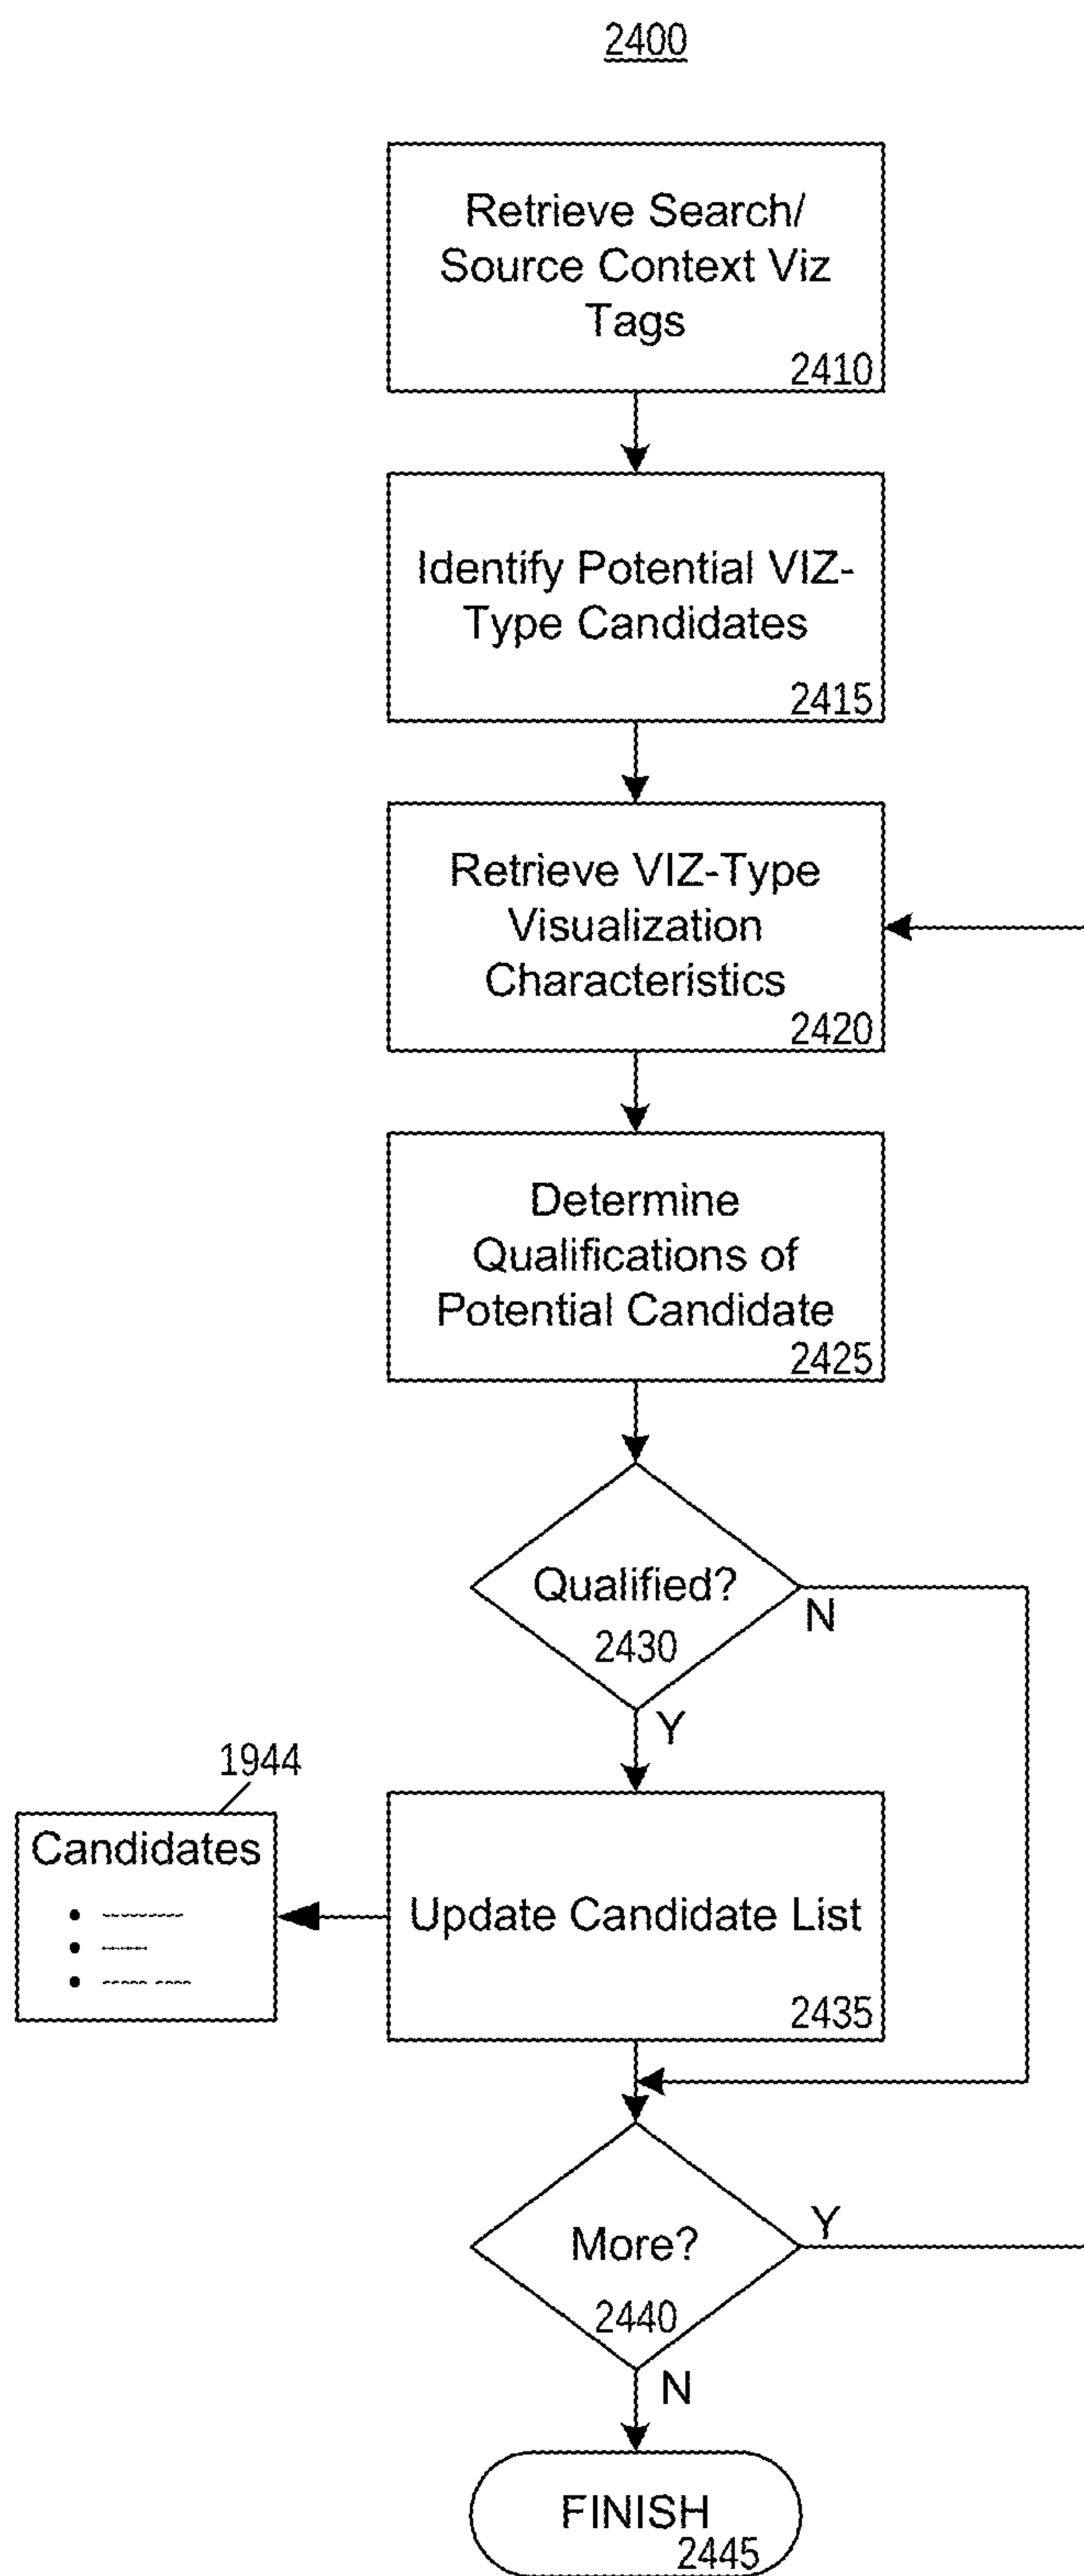 2400
Retrieve Search/
Source Context Viz
Tags
2410
Identify Potential VIZ-
Type Candidates
2415
Retrieve VIZ-Type
Visualization
Characteristics
2420
Determine
Qualifications of
Potential Candidate
2425
Qualified?
2430
N
Y
1944
Candidates
Update Candidate List
2435
More?
2440
Y
N
FINISH
2445